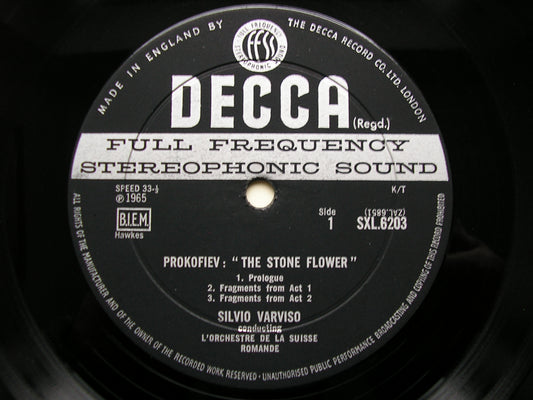 MADE IN ENGLAND BY THE DECCA RECORD CO, LTD, LONDON
FULL FREQUENCY
ffss
STEREOPHONIC SOUND
DECCA
(Regd.)
FULL FREQUENCY
STEREOPHONIC SOUND
SPEED 33-⅓
K/T
℗ 1965
B.I.E.M.
Hawkes
Side
1
(ZAL.6851)
SXL.6203
PROKOFIEV: "THE STONE FLOWER"
1. Prologue
2. Fragments from Act 1
3. Fragments from Act 2
SILVIO VARVISO
conducting
L'ORCHESTRE DE LA SUISSE
ROMANDE
ALL RIGHTS OF THE MANUFACTURER AND OF THE OWNER OF THE RECORDED WORK RESERVED · UNAUTHORISED PUBLIC PERFORMANCE BROADCASTING AND COPYING OF THIS RECORD PROHIBITED